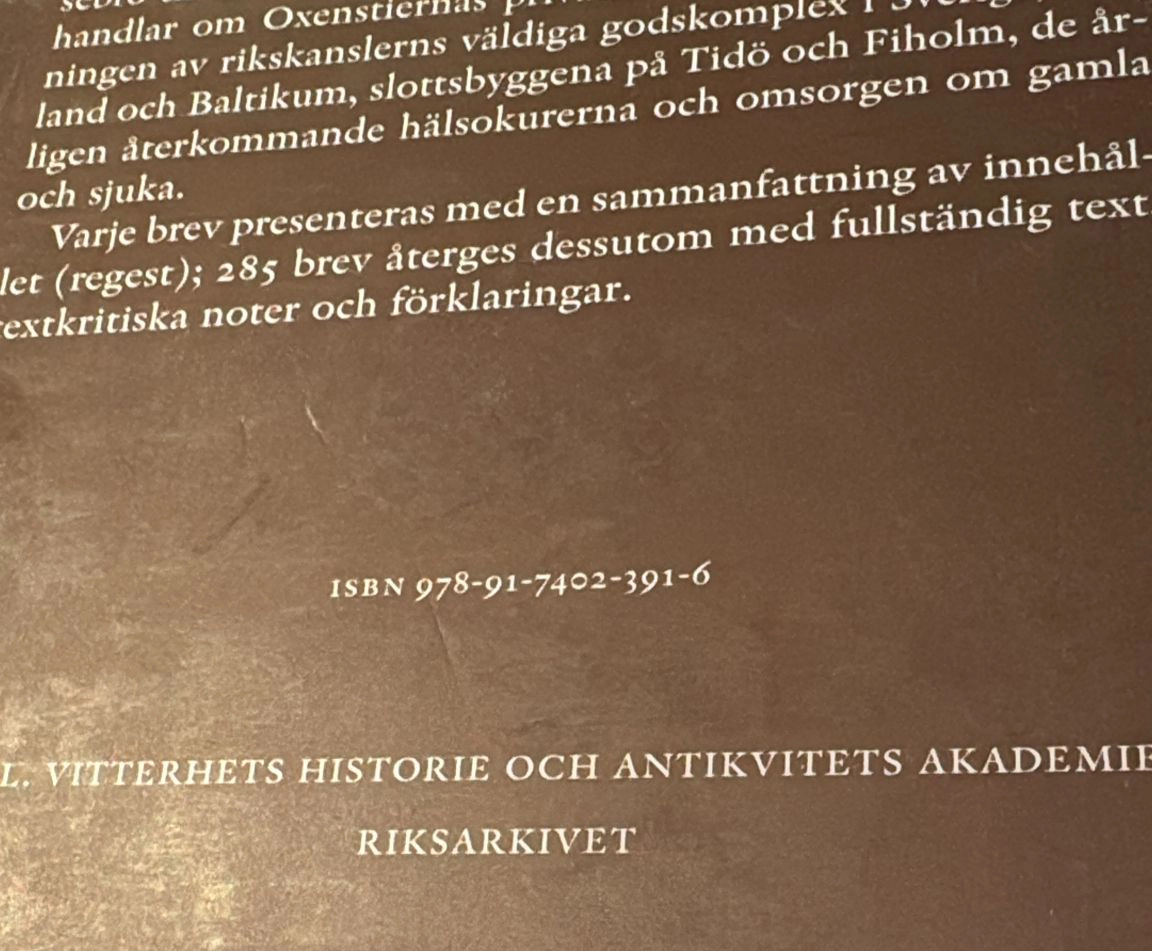 handlar om Oxenstiernas
ningen av rikskanslerns väldiga godskomplex i
land och Baltikum, slottsbyggena på Tidö och Fiholm, de år-
ligen återkommande hälsokurerna och omsorgen om gamla
och sjuka.
Varje brev presenteras med en sammanfattning av innehål-
let (regest); 285 brev återges dessutom med fullständig text
textkritiska noter och förklaringar.
ISBN 978-91-7402-391-6
L. VITTERHETS HISTORIE OCH ANTIKVITETS AKADEMIE
RIKSARKIVET